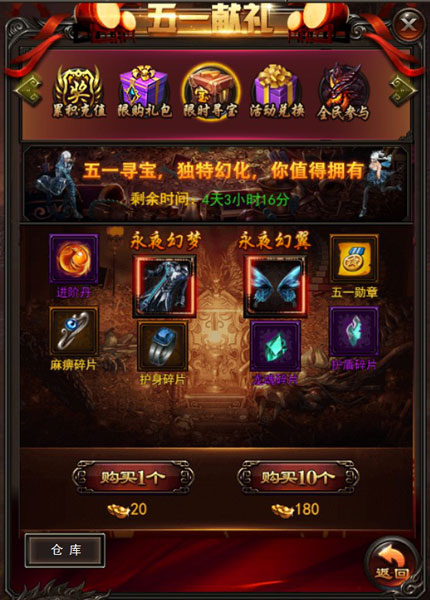 五一献礼
奖
累积充值
限购礼包
宝
限时寻宝
活动兑换
全民参与
五一寻宝，独特幻化，你值得拥有
剩余时间：4天3小时16分
永夜幻梦 永夜幻翼
进阶丹 五一勋章
麻痹碎片 护身碎片 护盾碎片
购买1个 购买10个
20 180
仓库
返回